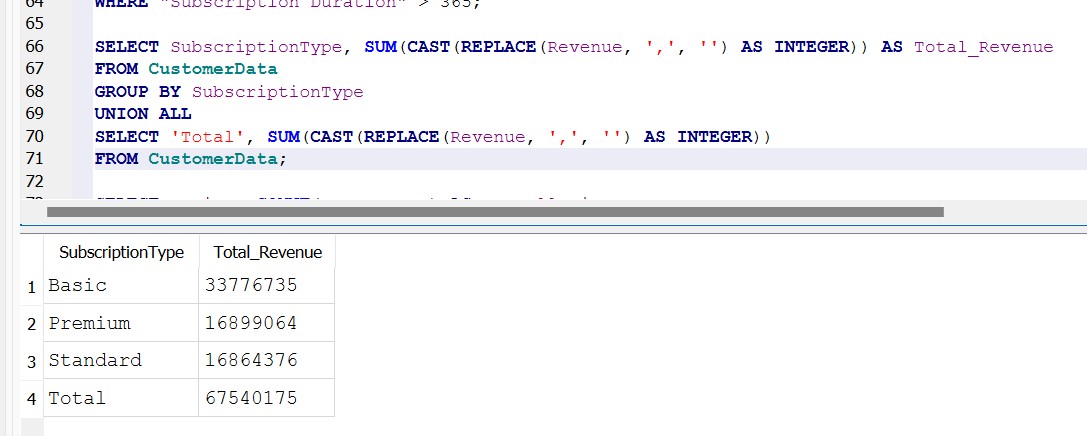 64 WHERE "Subscription Duration" > 365;
65
66 SELECT SubscriptionType, SUM(CAST(REPLACE(Revenue, ',', '') AS INTEGER)) AS Total_Revenue
67 FROM CustomerData
68 GROUP BY SubscriptionType
69 UNION ALL
70 SELECT 'Total', SUM(CAST(REPLACE(Revenue, ',', '') AS INTEGER))
71 FROM CustomerData;
72
SubscriptionType Total_Revenue
1 Basic 33776735
2 Premium 16899064
3 Standard 16864376
4 Total 67540175